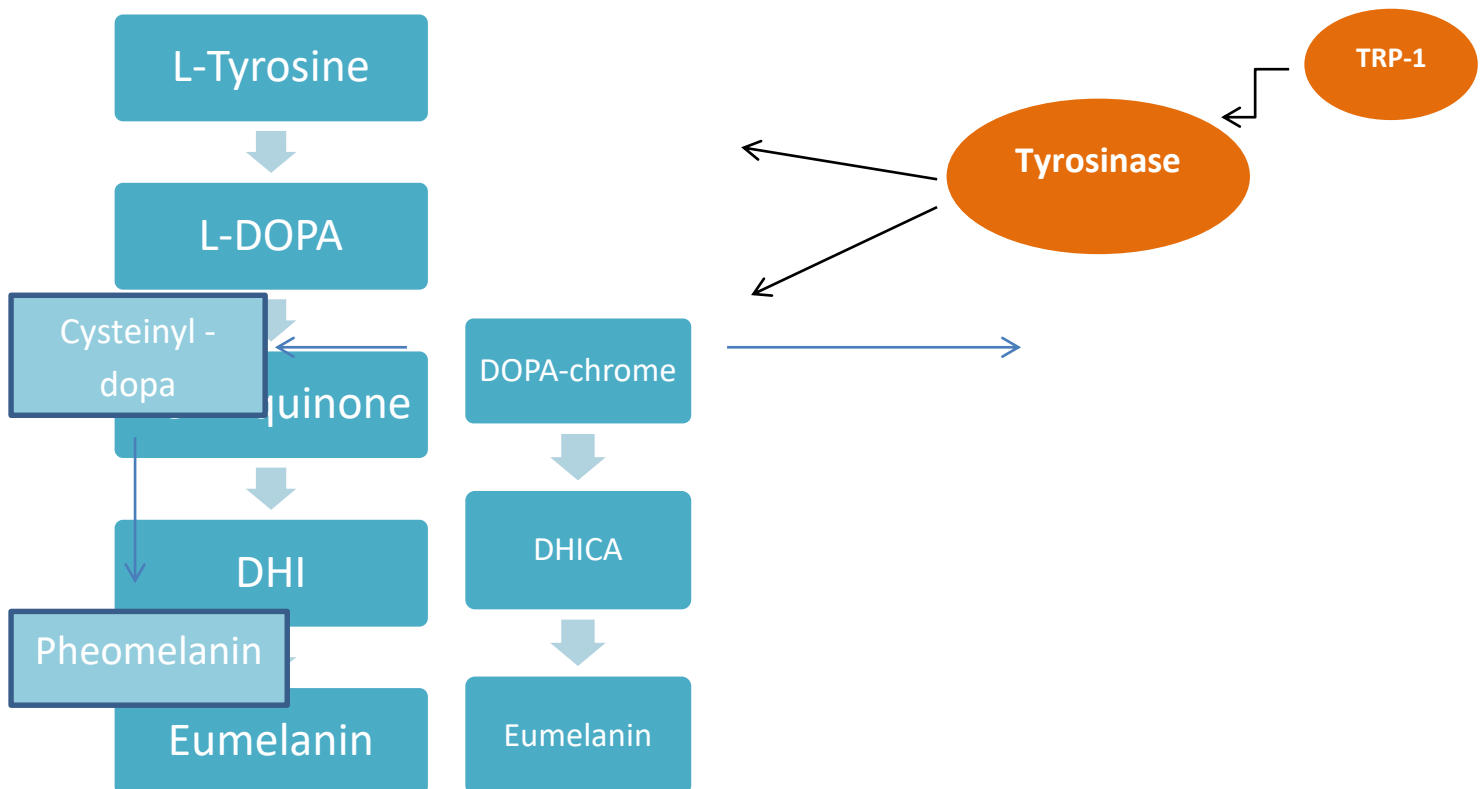 L-Tyrosine
TRP-1
Tyrosinase
L-DOPA
Cysteinyl -
dopa
quinone
DOPA-chrome
DHICA
DHI
Pheomelanin
Eumelanin
Eumelanin